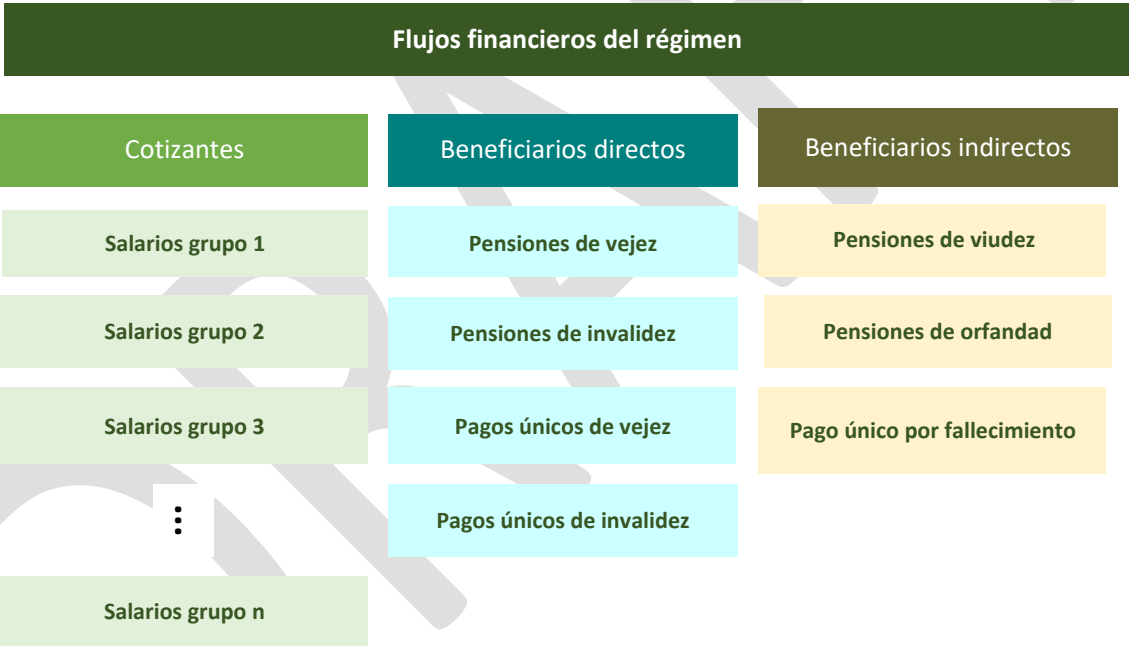 Flujos financieros del régimen
Cotizantes
Beneficiarios directos
Beneficiarios indirectos
Salarios grupo 1
Pensiones de vejez
Pensiones de viudez
Salarios grupo 2
Pensiones de invalidez
Pensiones de orfandad
Salarios grupo 3
Pagos únicos de vejez
Pago único por fallecimiento
⋮
Pagos únicos de invalidez
Salarios grupo n